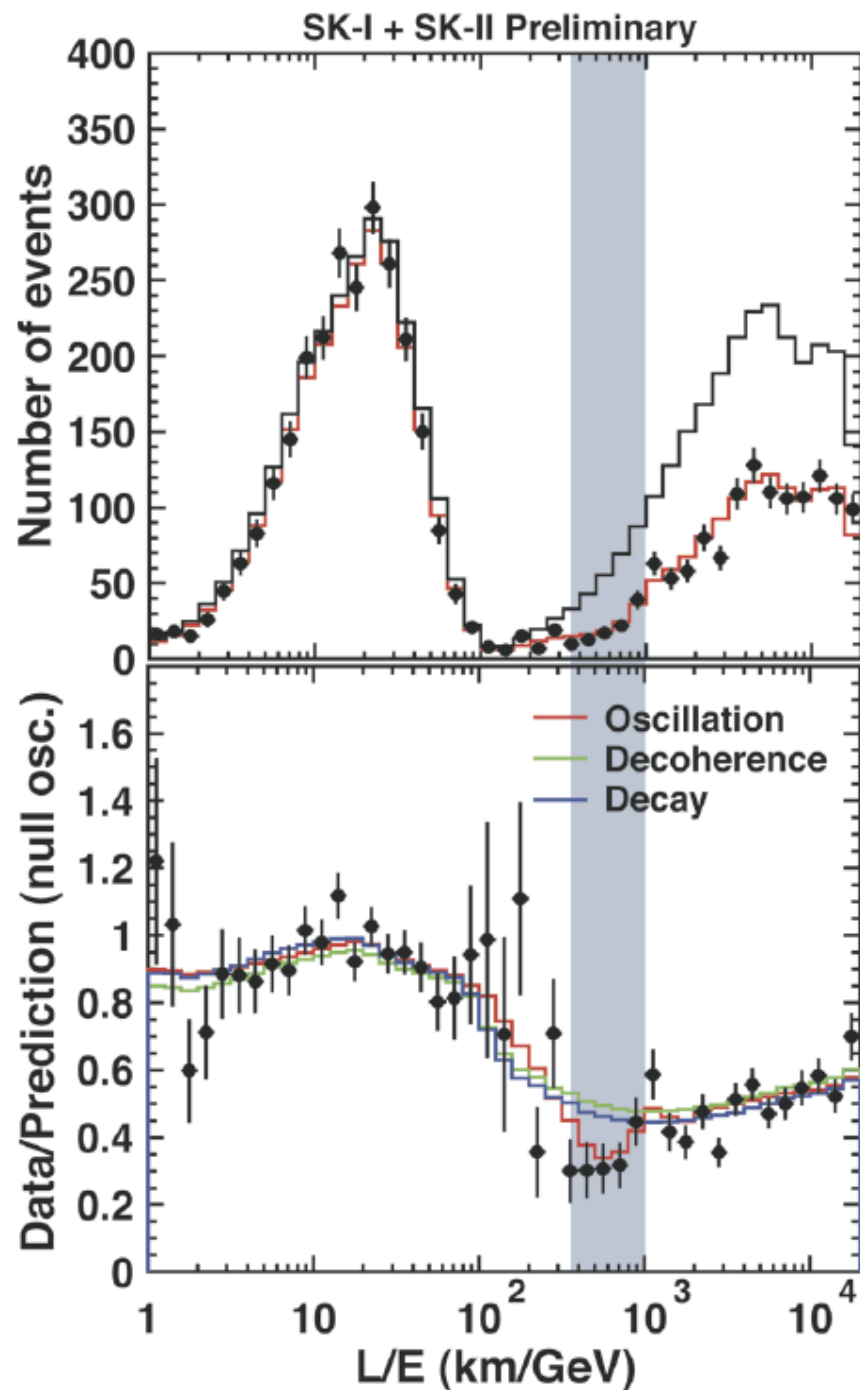 SK-I + SK-II Preliminary
Number of events
400
350
300
250
200
150
100
50
0
Data/Prediction (null osc.)
1.6
1.4
1.2
1
0.8
0.6
0.4
0.2
0
Oscillation
Decoherence
Decay
1 10 10² 10³ 10⁴
L/E (km/GeV)